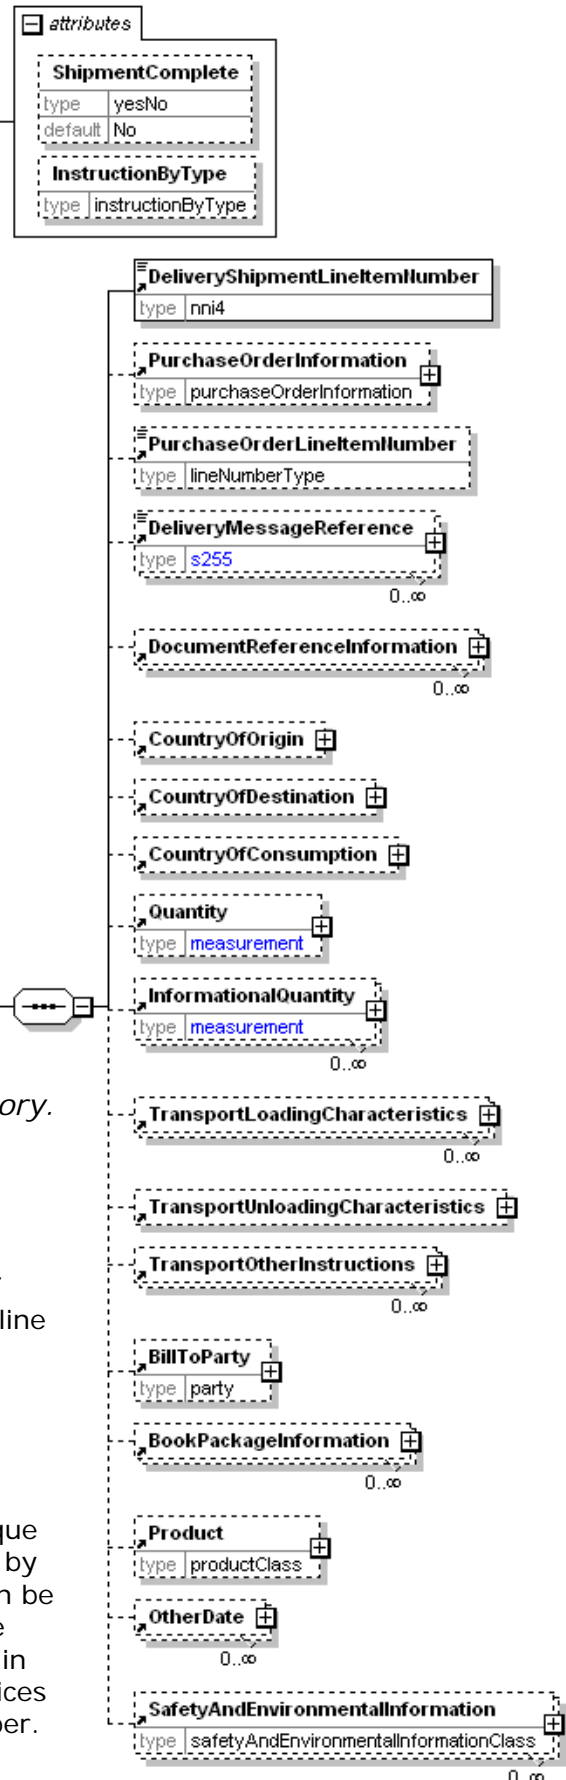 attributes
ShipmentComplete
type yesNo
default No
InstructionByType
type instructionByType
DeliveryShipmentLineItemNumber
type nni4
PurchaseOrderInformation
type purchaseOrderInformation
PurchaseOrderLineItemNumber
type lineNumberType
DeliveryMessageReference
type s255
0..∞
DocumentReferenceInformation
0..∞
CountryOfOrigin
CountryOfDestination
CountryOfConsumption
Quantity
type measurement
InformationalQuantity
type measurement
0..∞
ory.
TransportLoadingCharacteristics
0..∞
TransportUnloadingCharacteristics
TransportOtherInstructions
0..∞
line
BillToParty
type party
BookPackageInformation
0..∞
que
Product
by
type productClass
n be
e
OtherDate
in
0..∞
ices
SafetyAndEnvironmentalInformation
per.
type safetyAndEnvironmentalInformationClass
0..∞